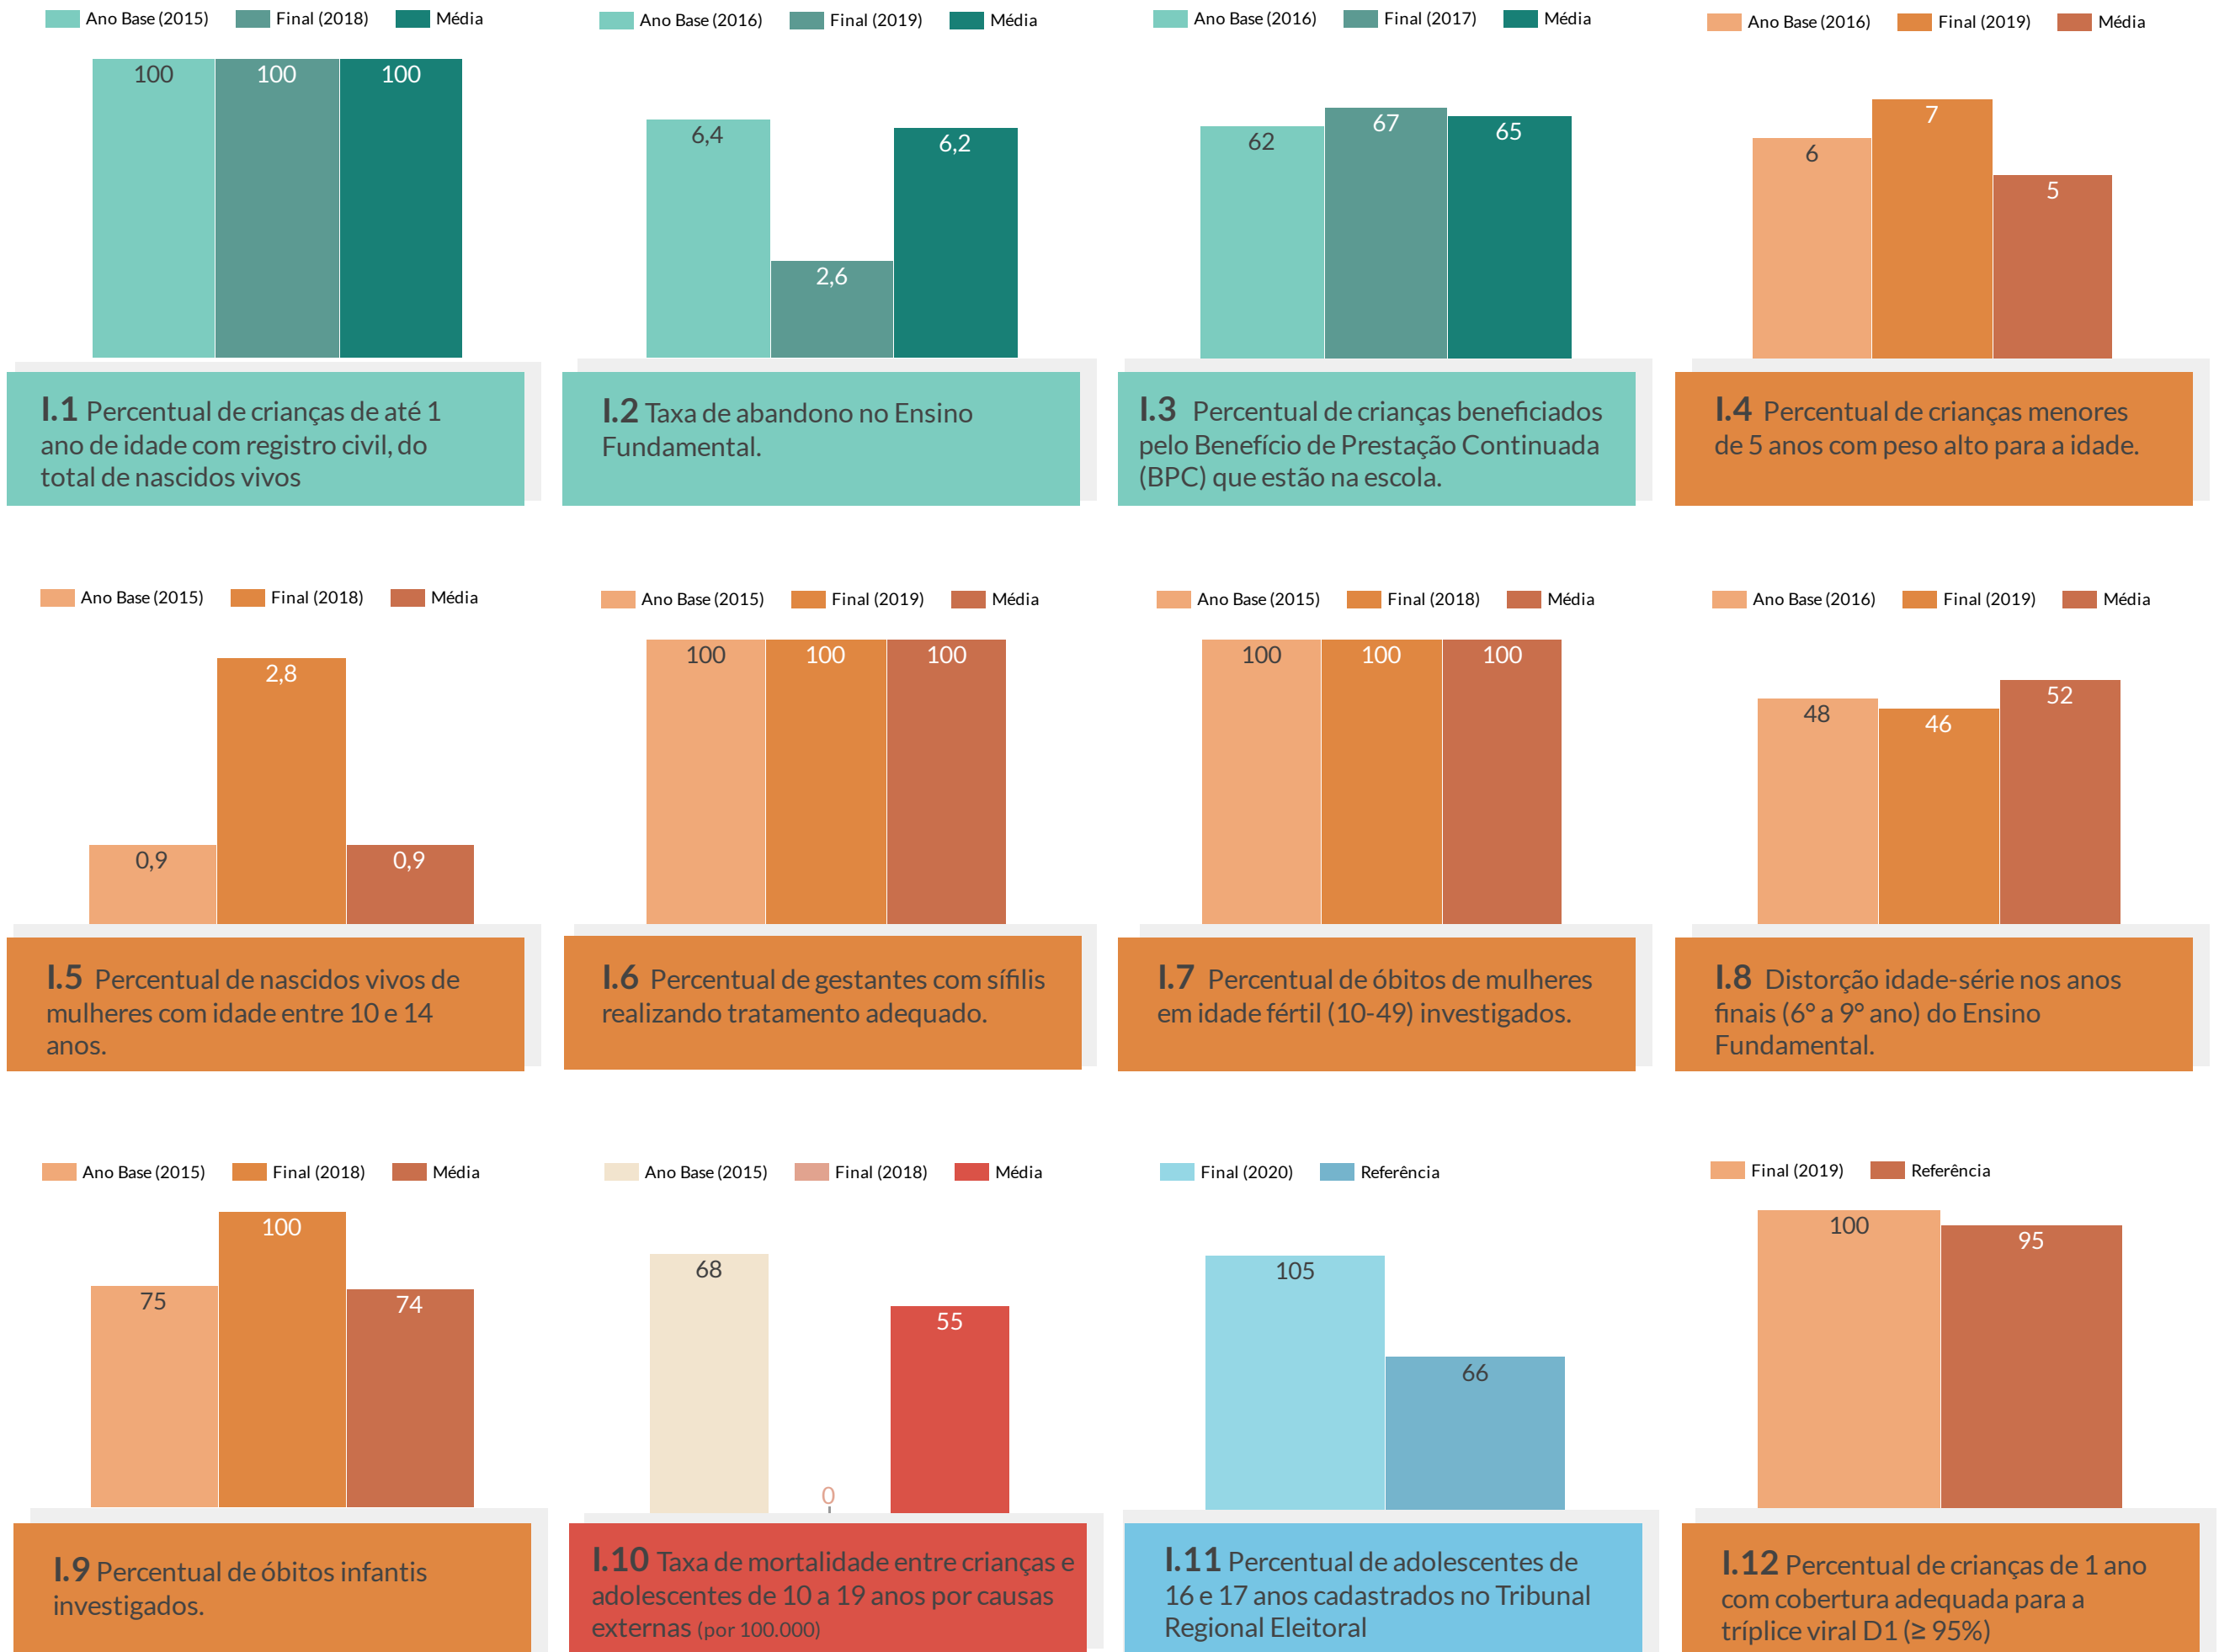 Ano Base (2015) Final (2018) Média
100 100 100
I.1 Percentual de crianças de até 1
ano de idade com registro civil, do
total de nascidos vivos
Ano Base (2016) Final (2019) Média
6,4 2,6 6,2
I.2 Taxa de abandono no Ensino
Fundamental.
Ano Base (2016) Final (2017) Média
62 67 65
I.3 Percentual de crianças beneficiados
pelo Benefício de Prestação Continuada
(BPC) que estão na escola.
Ano Base (2016) Final (2019) Média
6 7 5
I.4 Percentual de crianças menores
de 5 anos com peso alto para a idade.
Ano Base (2015) Final (2018) Média
0,9 2,8 0,9
I.5 Percentual de nascidos vivos de
mulheres com idade entre 10 e 14
anos.
Ano Base (2015) Final (2019) Média
100 100 100
I.6 Percentual de gestantes com sífilis
realizando tratamento adequado.
Ano Base (2015) Final (2018) Média
100 100 100
I.7 Percentual de óbitos de mulheres
em idade fértil (10-49) investigados.
Ano Base (2016) Final (2019) Média
48 46 52
I.8 Distorção idade-série nos anos
finais (6° a 9° ano) do Ensino
Fundamental.
Ano Base (2015) Final (2018) Média
75 100 74
I.9 Percentual de óbitos infantis
investigados.
Ano Base (2015) Final (2018) Média
68 0 55
I.10 Taxa de mortalidade entre crianças e
adolescentes de 10 a 19 anos por causas
externas (por 100.000)
Final (2020) Referência
105 66
I.11 Percentual de adolescentes de
16 e 17 anos cadastrados no Tribunal
Regional Eleitoral
Final (2019) Referência
100 95
I.12 Percentual de crianças de 1 ano
com cobertura adequada para a
tríplice viral D1 (≥ 95%)